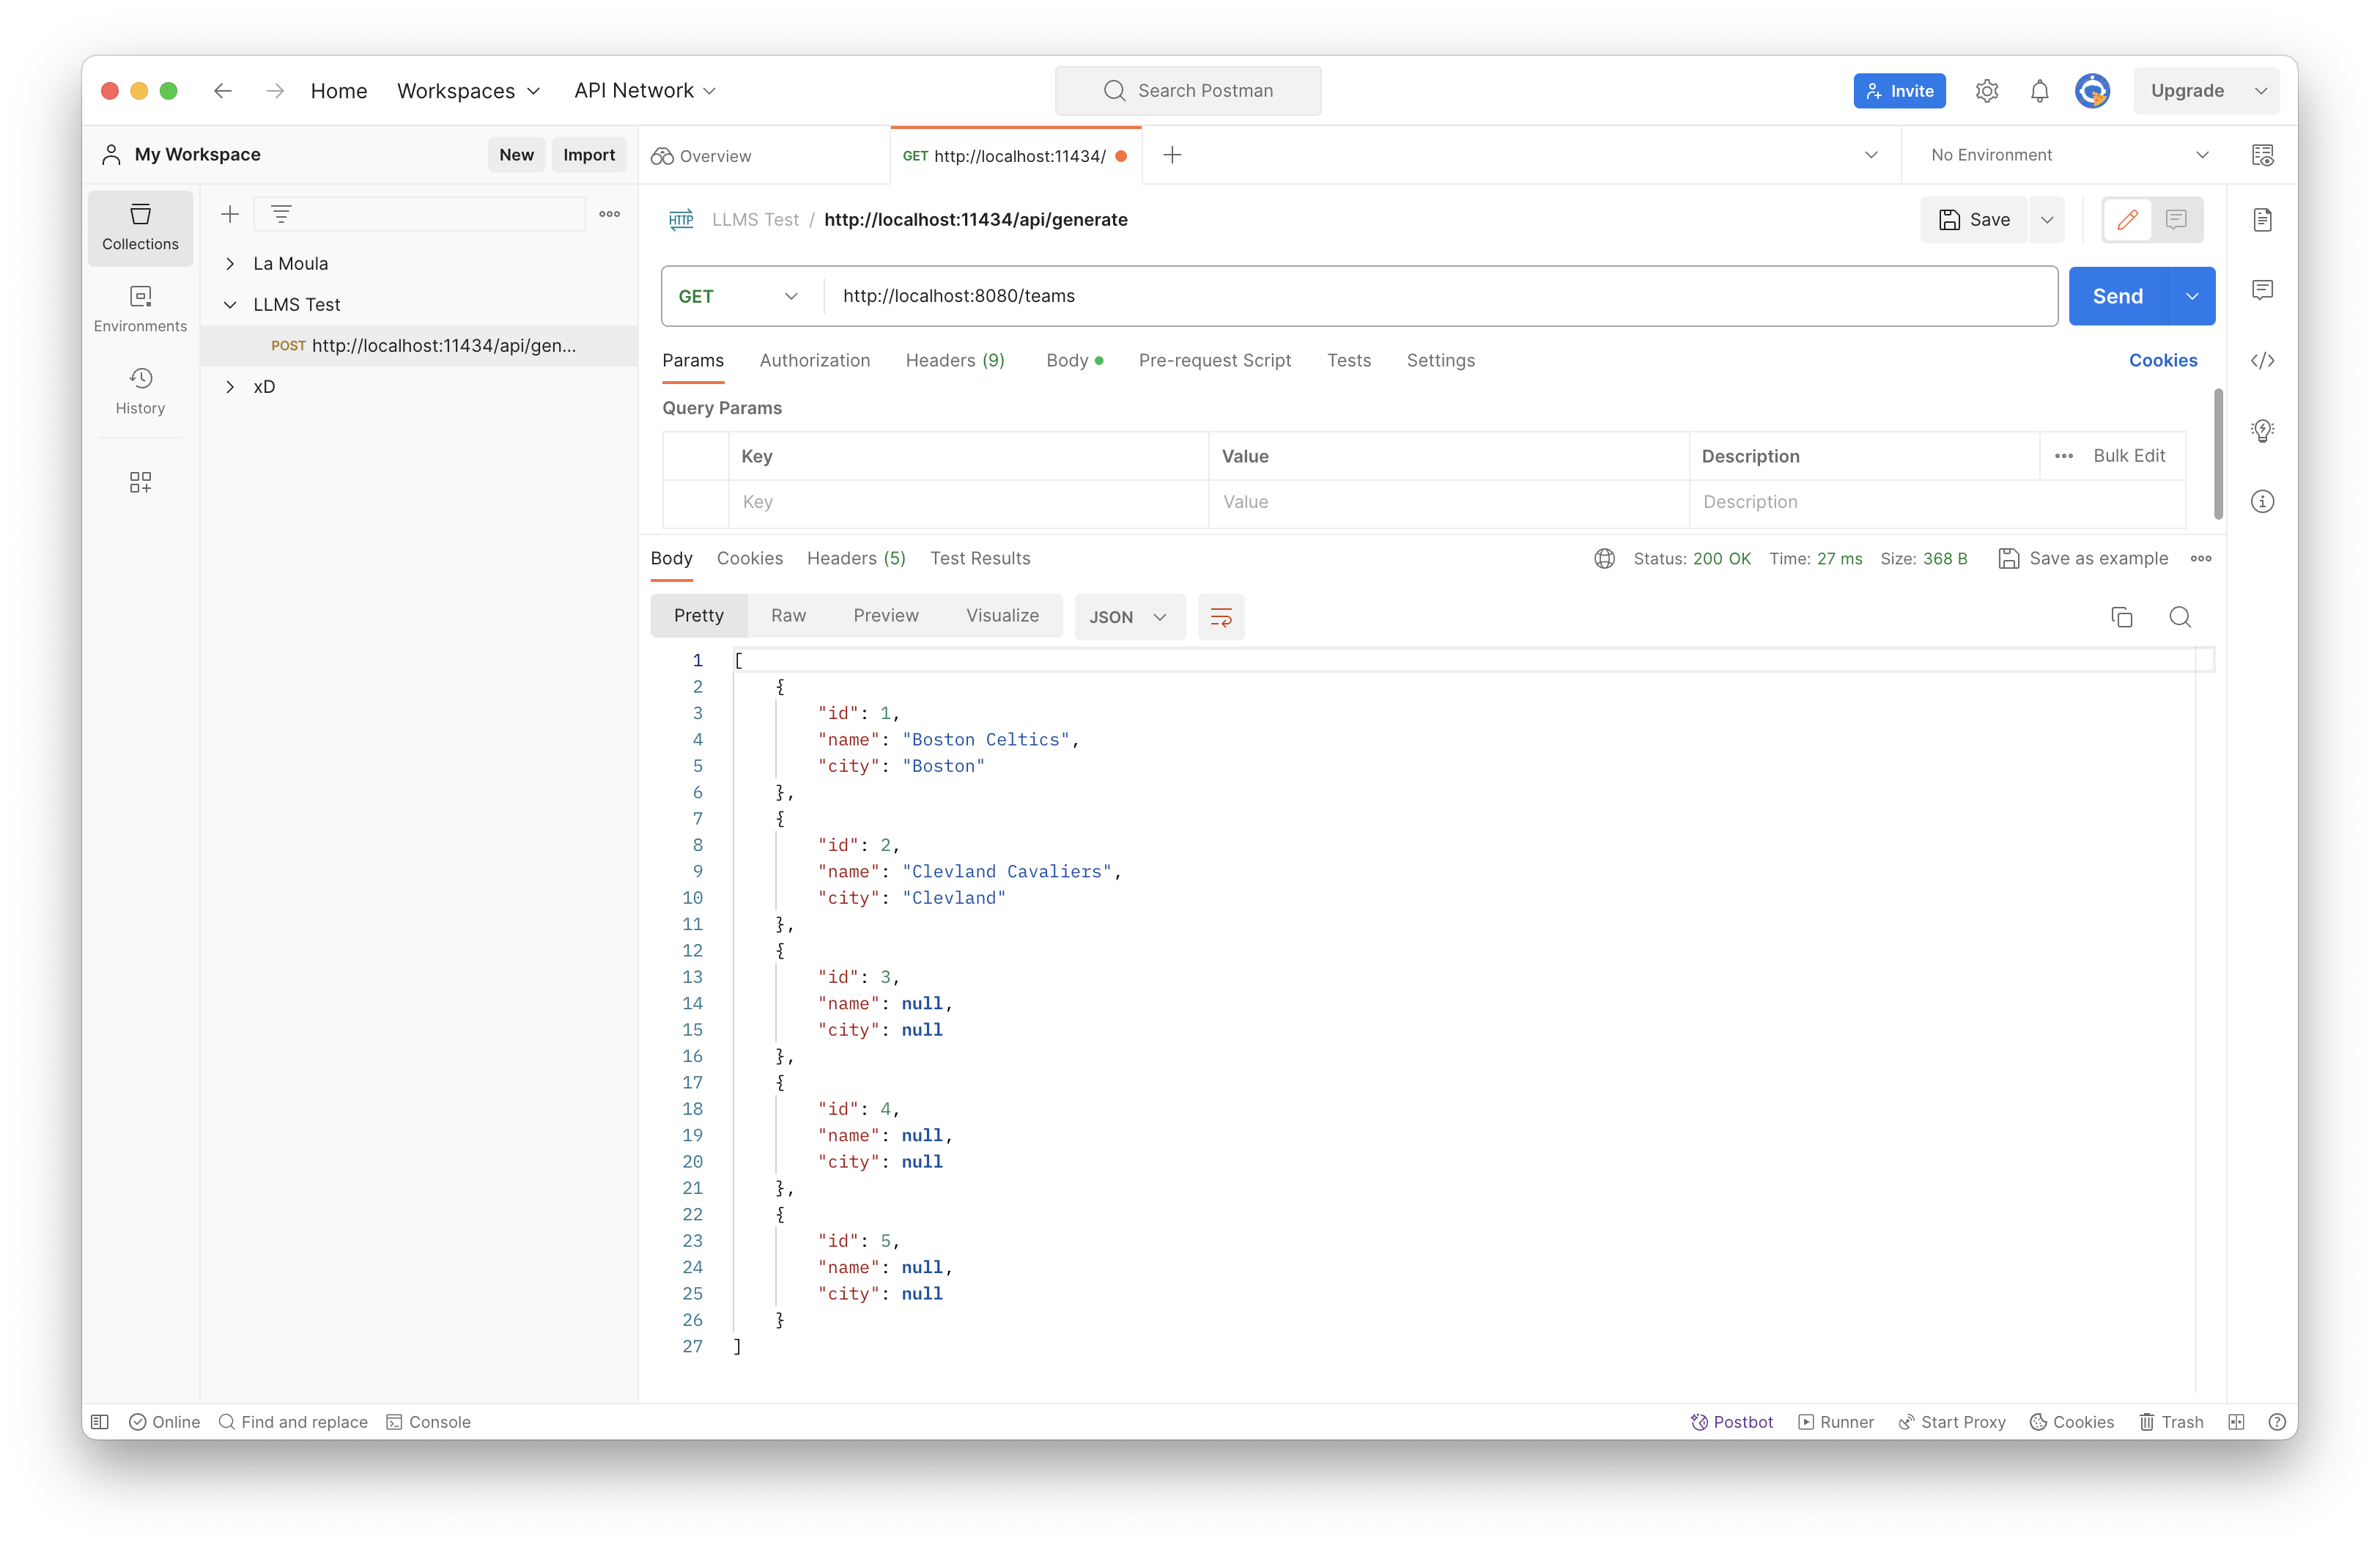 Home Workspaces API Network Search Postman Invite Upgrade
My Workspace New Import Overview GET http://localhost:11434/ No Environment
Collections
Environments
History
La Moula
LLMS Test
POST http://localhost:11434/api/gen...
xD
HTTP LLMS Test / http://localhost:11434/api/generate Save
GET http://localhost:8080/teams Send
Params Authorization Headers (9) Body Pre-request Script Tests Settings Cookies
Query Params
Key Value Description Bulk Edit
Key Value Description
Body Cookies Headers (5) Test Results Status: 200 OK Time: 27 ms Size: 368 B Save as example
Pretty Raw Preview Visualize JSON
1 [
2 {
3 "id": 1,
4 "name": "Boston Celtics",
5 "city": "Boston"
6 },
7 {
8 "id": 2,
9 "name": "Clevland Cavaliers",
10 "city": "Clevland"
11 },
12 {
13 "id": 3,
14 "name": null,
15 "city": null
16 },
17 {
18 "id": 4,
19 "name": null,
20 "city": null
21 },
22 {
23 "id": 5,
24 "name": null,
25 "city": null
26 }
27 ]
Online Find and replace Console Postbot Runner Start Proxy Cookies Trash